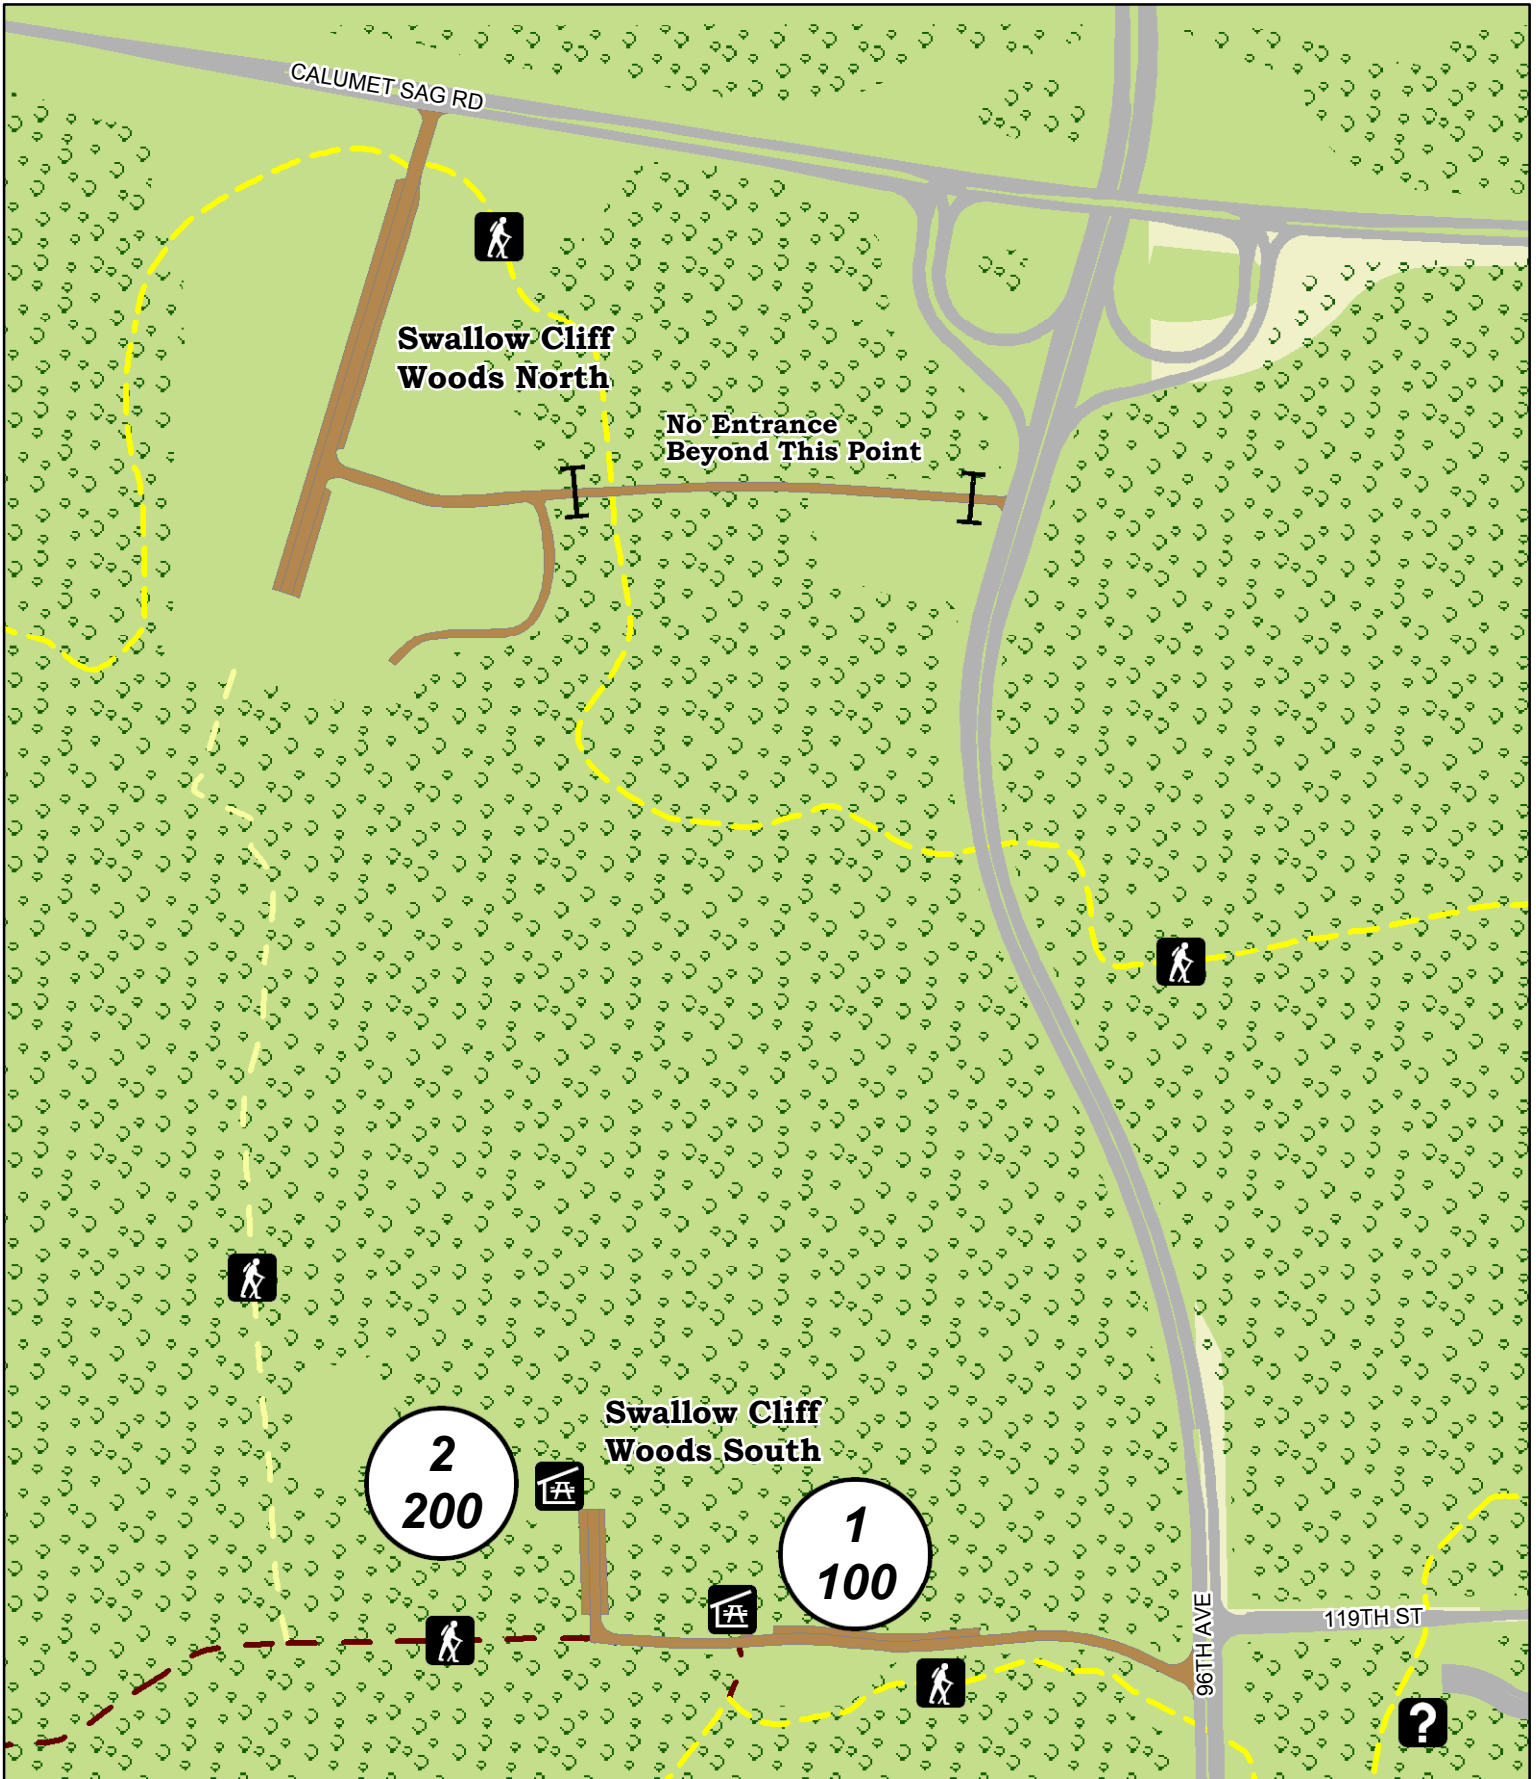 CALUMET SAG RD
Swallow Cliff
Woods North
No Entrance
Beyond This Point
Swallow Cliff
Woods South
2
200
1
100
96TH AVE
119TH ST
?